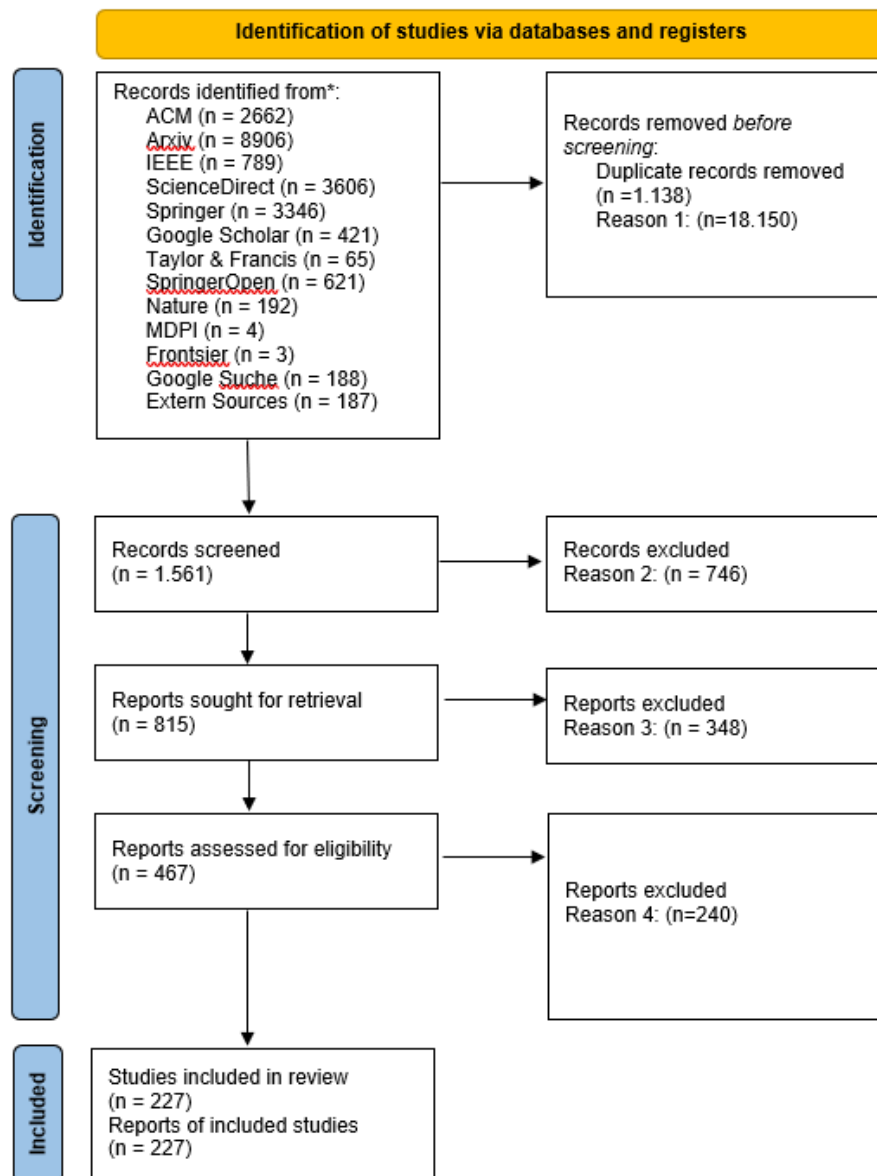 Identification of studies via databases and registers
Identification
Records identified from*:
ACM (n = 2662)
Arxiv (n = 8906)
IEEE (n = 789)
ScienceDirect (n = 3606)
Springer (n = 3346)
Google Scholar (n = 421)
Taylor & Francis (n = 65)
SpringerOpen (n = 621)
Nature (n = 192)
MDPI (n = 4)
Frontsier (n = 3)
Google Suche (n = 188)
Extern Sources (n = 187)
Records removed before
screening:
Duplicate records removed
(n =1.138)
Reason 1: (n=18.150)
Screening
Records screened
(n = 1.561)
Records excluded
Reason 2: (n = 746)
Reports sought for retrieval
(n = 815)
Reports excluded
Reason 3: (n = 348)
Reports assessed for eligibility
(n = 467)
Reports excluded
Reason 4: (n=240)
Included
Studies included in review
(n = 227)
Reports of included studies
(n = 227)